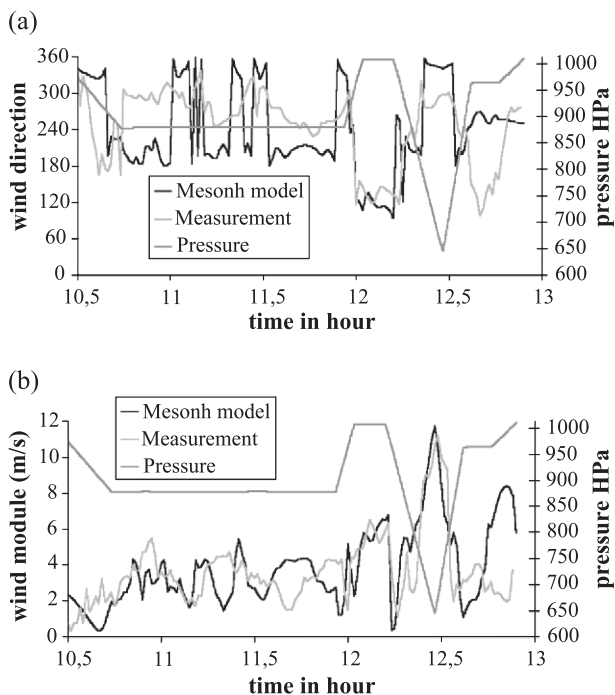 (a)
360
300
240
180
120
60
0
wind direction
Mesonh model
Measurement
Pressure
1000
950
900
850
800
750
700
650
600
pressure HPa
10,5 11 11,5 12 12,5 13
time in hour
(b)
12
10
8
6
4
2
0
wind module (m/s)
Mesonh model
Measurement
Pressure
1000
950
900
850
800
750
700
650
600
pressure HPa
10,5 11 11,5 12 12,5 13
time in hour